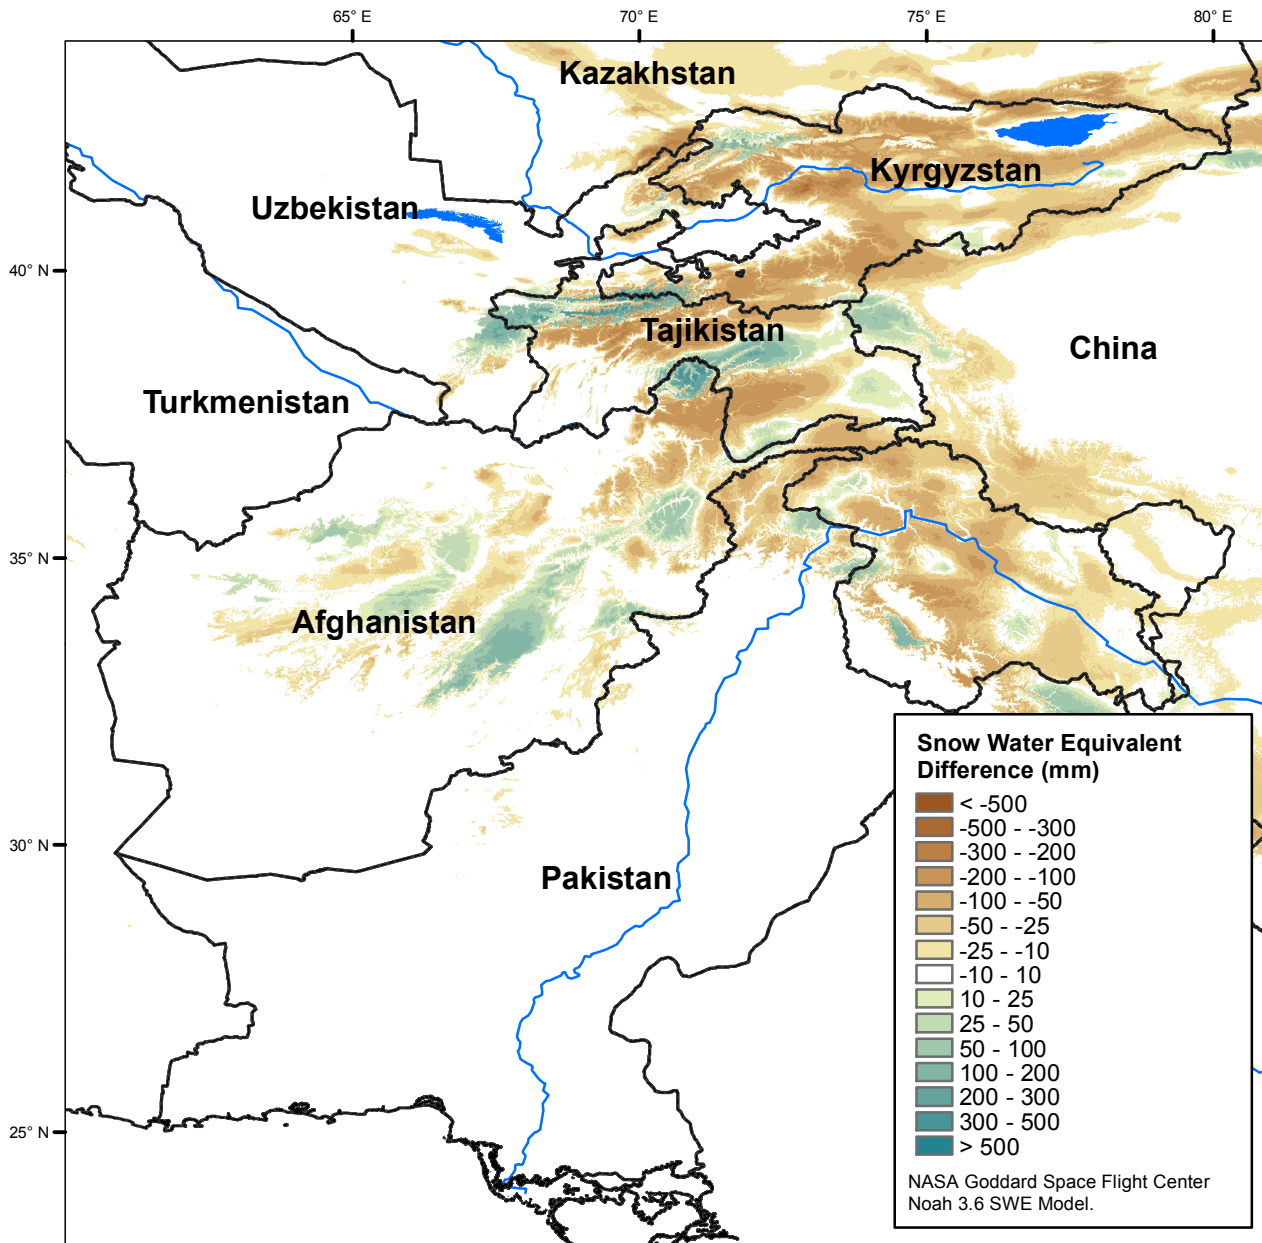 65° E
70° E
75° E
80° E
Kazakhstan
Kyrgyzstan
Uzbekistan
40° N
Tajikistan
China
Turkmenistan
35° N
Afghanistan
30° N
Pakistan
25° N
Snow Water Equivalent
Difference (mm)
< -500
-500 - -300
-300 - -200
-200 - -100
-100 - -50
-50 - -25
-25 - -10
-10 - 10
10 - 25
25 - 50
50 - 100
100 - 200
200 - 300
300 - 500
> 500
NASA Goddard Space Flight Center
Noah 3.6 SWE Model.